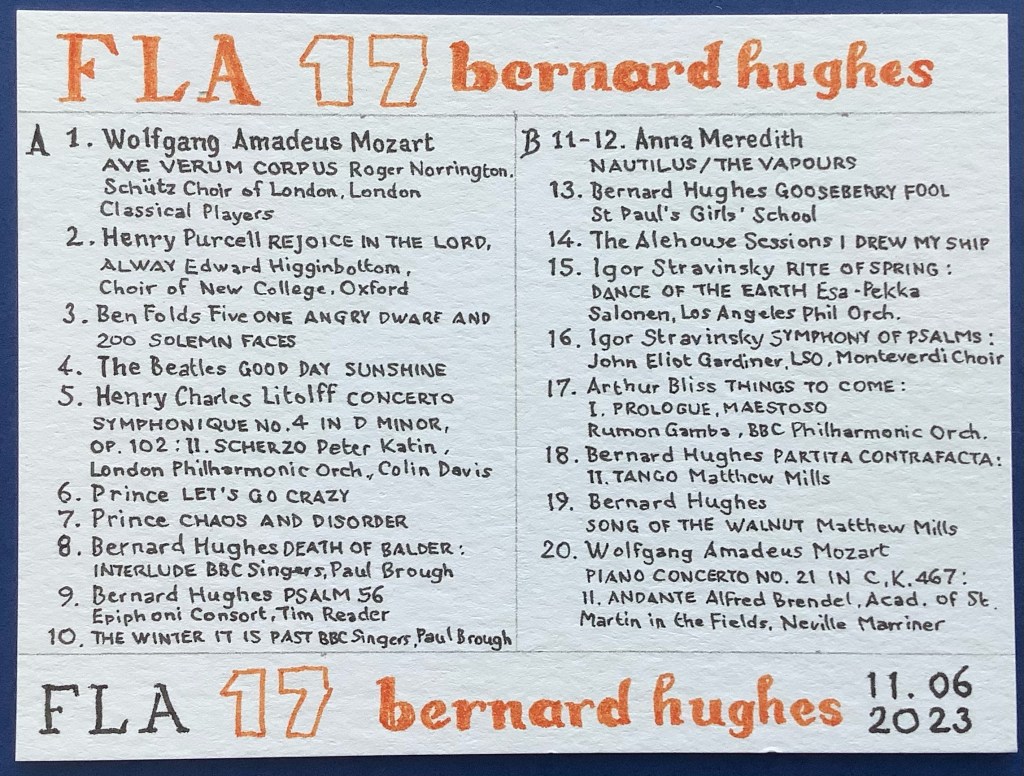 FLA 17 bernard hughes
A 1. Wolfgang Amadeus Mozart
AVE VERUM CORPUS Roger Norrington,
Schütz Choir of London, London
Classical Players
2. Henry Purcell REJOICE IN THE LORD,
ALWAY Edward Higginbottom,
Choir of New College, Oxford
3. Ben Folds Five ONE ANGRY DWARF AND
200 SOLEMN FACES
4. The Beatles GOOD DAY SUNSHINE
5. Henry Charles Litolff CONCERTO
SYMPHONIQUE NO. 4 IN D MINOR,
OP. 102: II. SCHERZO Peter Katin,
London Philharmonic Orch., Colin Davis
6. Prince LET'S GO CRAZY
7. Prince CHAOS AND DISORDER
8. Bernard Hughes DEATH OF BALDER:
INTERLUDE BBC Singers, Paul Brough
9. Bernard Hughes PSALM 56
Epiphoni Consort, Tim Reader
10. THE WINTER IT IS PAST BBC Singers, Paul Brough
B 11-12. Anna Meredith
NAUTILUS/THE VAPOURS
13. Bernard Hughes GOOSEBERRY FOOL
St Paul's Girls' School
14. The Alehouse Sessions I DREW MY SHIP
15. Igor Stravinsky RITE OF SPRING:
DANCE OF THE EARTH Esa-Pekka
Salonen, Los Angeles Phil Orch.
16. Igor Stravinsky SYMPHONY OF PSALMS:
John Eliot Gardiner, LSO, Monteverdi Choir
17. Arthur Bliss THINGS TO COME:
I. PROLOGUE, MAESTOSO
Rumon Gamba, BBC Philharmonic Orch.
18. Bernard Hughes PARTITA CONTRAFACTA:
II. TANGO Matthew Mills
19. Bernard Hughes
SONG OF THE WALNUT Matthew Mills
20. Wolfgang Amadeus Mozart
PIANO CONCERTO NO. 21 IN C, K. 467:
II. ANDANTE Alfred Brendel, Acad. of St.
Martin in the Fields, Neville Marriner
FLA 17 bernard hughes 11.06
2023